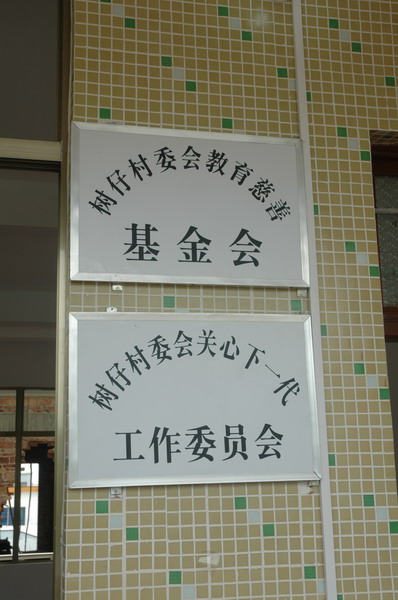 树仔村委会教育慈善
基金会
树仔村委会关心下一代
工作委员会